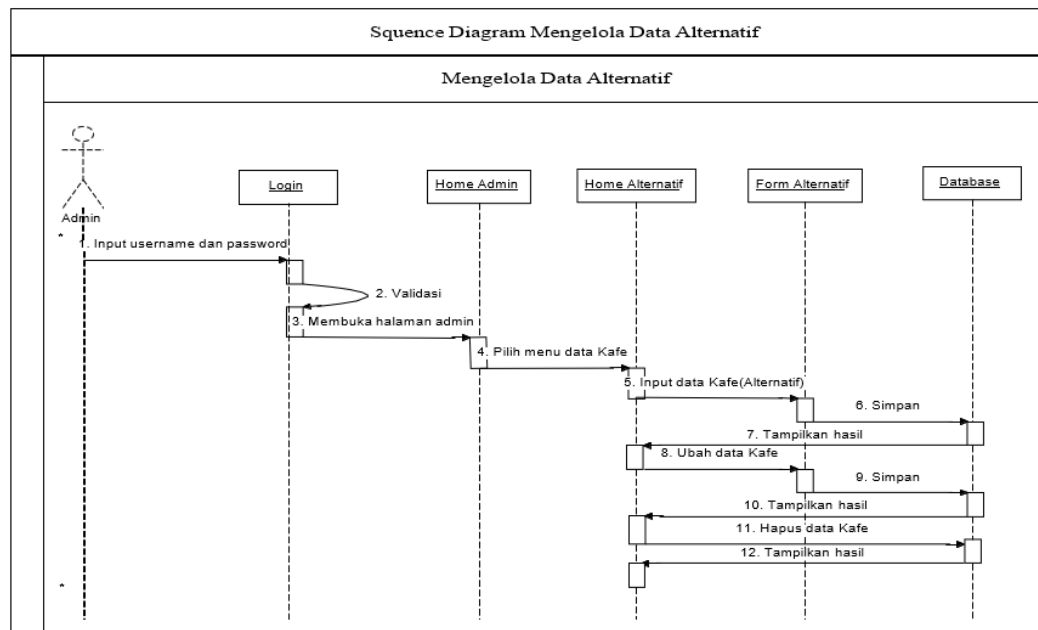 Squence Diagram Mengelola Data Alternatif
Mengelola Data Alternatif
Admin
Login
Home Admin
Home Alternatif
Form Alternatif
Database
*
1. Input username dan password
2. Validasi
3. Membuka halaman admin
4. Pilih menu data Kafe
5. Input data Kafe(Alternatif)
6. Simpan
7. Tampilkan hasil
8. Ubah data Kafe
9. Simpan
10. Tampilkan hasil
11. Hapus data Kafe
12. Tampilkan hasil
*